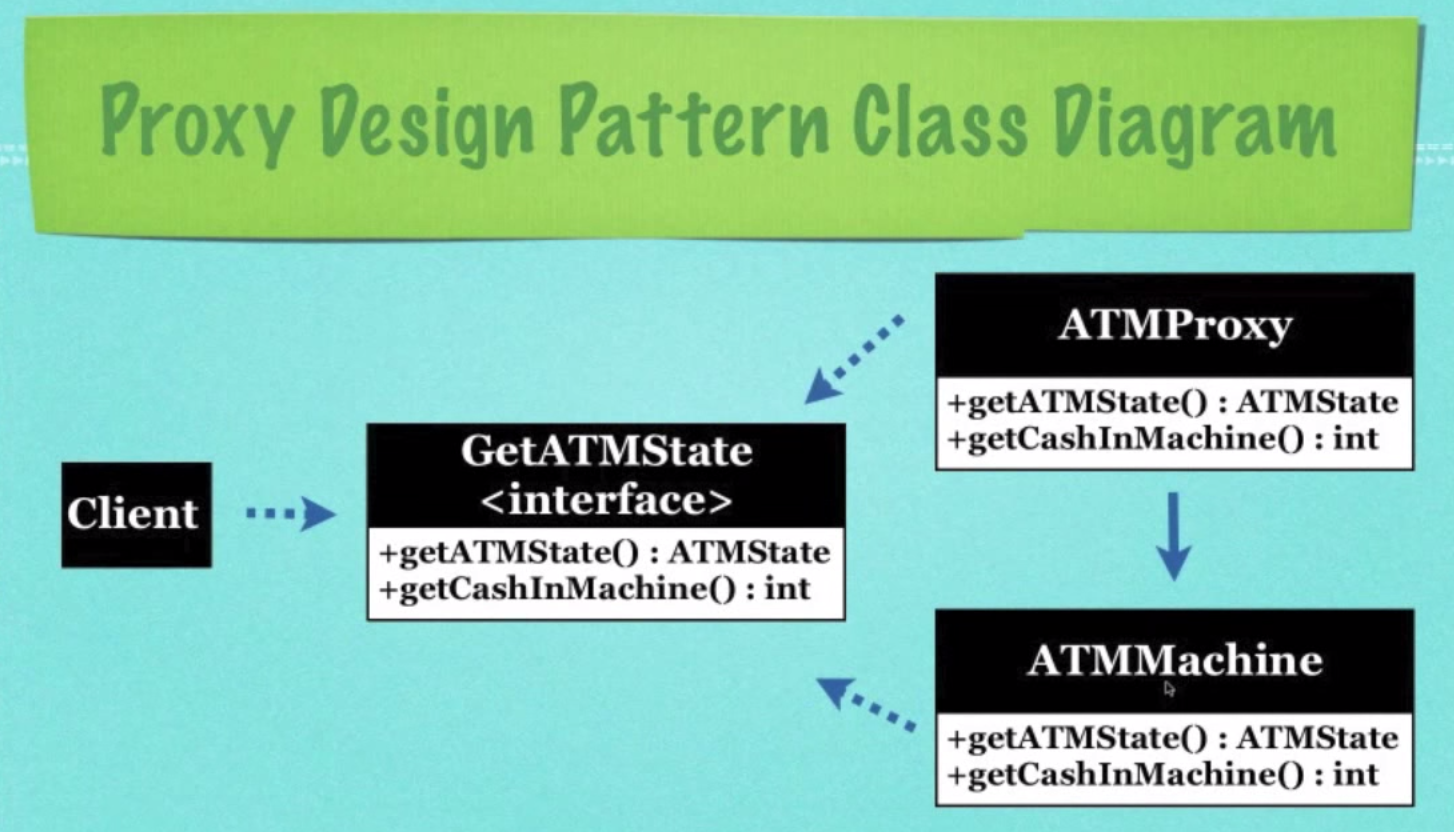 Proxy Design Pattern Class Diagram
ATMProxy
+getATMState() : ATMState
+getCashInMachine() : int
GetATMState
<interface>
+getATMState() : ATMState
+getCashInMachine() : int
Client
ATMMachine
+getATMState() : ATMState
+getCashInMachine() : int